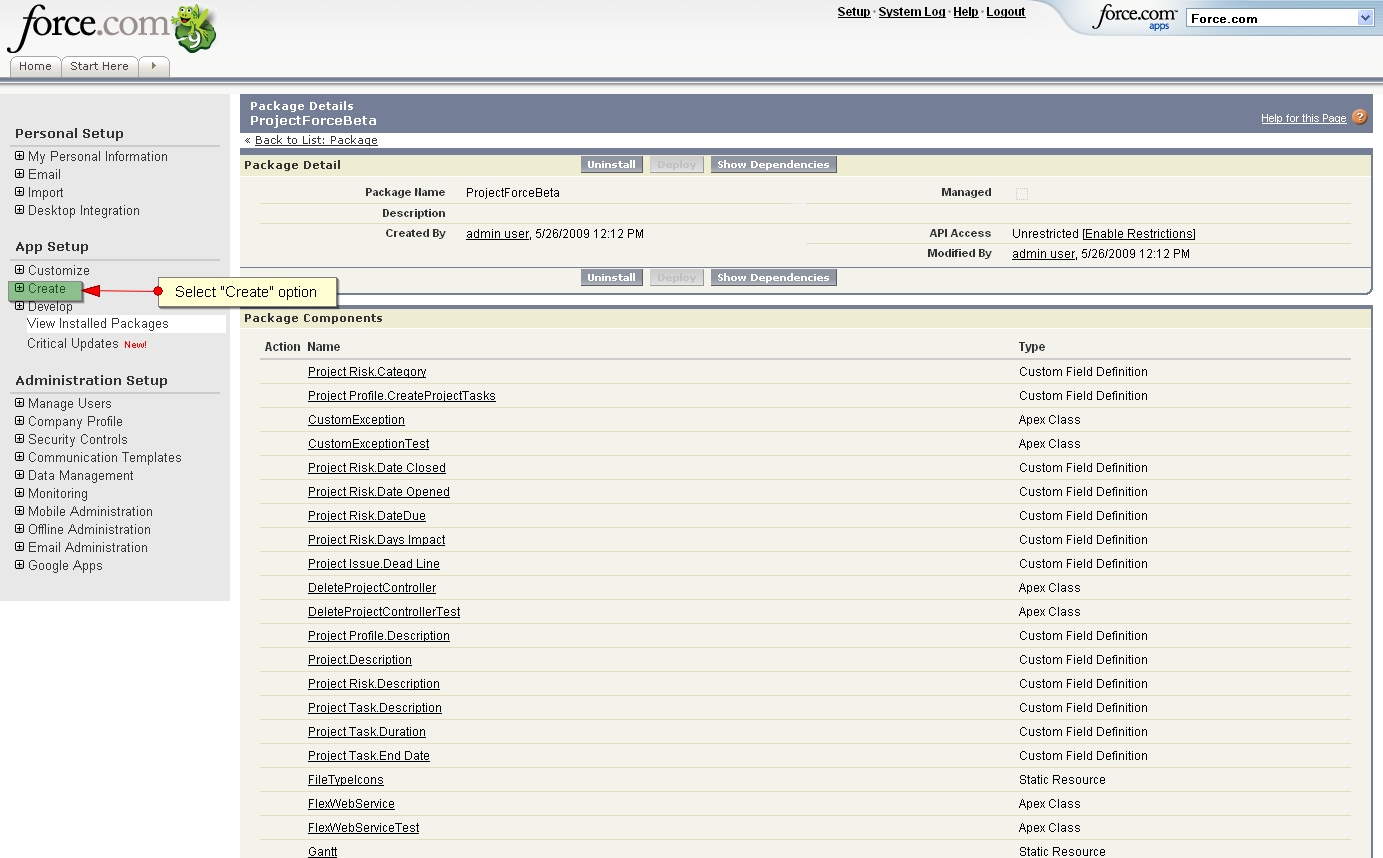 force.com
9
Setup · System Log · Help · Logout
force.com
apps
Force.com
Home
Start Here
Personal Setup
My Personal Information
Email
Import
Desktop Integration
App Setup
Customize
Create
Select "Create" option
Develop
View Installed Packages
Critical Updates New!
Administration Setup
Manage Users
Company Profile
Security Controls
Communication Templates
Data Management
Monitoring
Mobile Administration
Offline Administration
Email Administration
Google Apps
Package Details
ProjectForceBeta
Help for this Page ?
« Back to List: Package
Package Detail Uninstall Deploy Show Dependencies
Package Name ProjectForceBeta Managed
Description
Created By admin user, 5/26/2009 12:12 PM API Access Unrestricted [Enable Restrictions]
Modified By admin user, 5/26/2009 12:12 PM
Uninstall Deploy Show Dependencies
Package Components
Action Name Type
Project Risk.Category Custom Field Definition
Project Profile.CreateProjectTasks Custom Field Definition
CustomException Apex Class
CustomExceptionTest Apex Class
Project Risk.Date Closed Custom Field Definition
Project Risk.Date Opened Custom Field Definition
Project Risk.DateDue Custom Field Definition
Project Risk.Days Impact Custom Field Definition
Project Issue.Dead Line Custom Field Definition
DeleteProjectController Apex Class
DeleteProjectControllerTest Apex Class
Project Profile.Description Custom Field Definition
Project.Description Custom Field Definition
Project Risk.Description Custom Field Definition
Project Task.Description Custom Field Definition
Project Task.Duration Custom Field Definition
Project Task.End Date Custom Field Definition
FileTypeIcons Static Resource
FlexWebService Apex Class
FlexWebServiceTest Apex Class
Gantt Static Resource